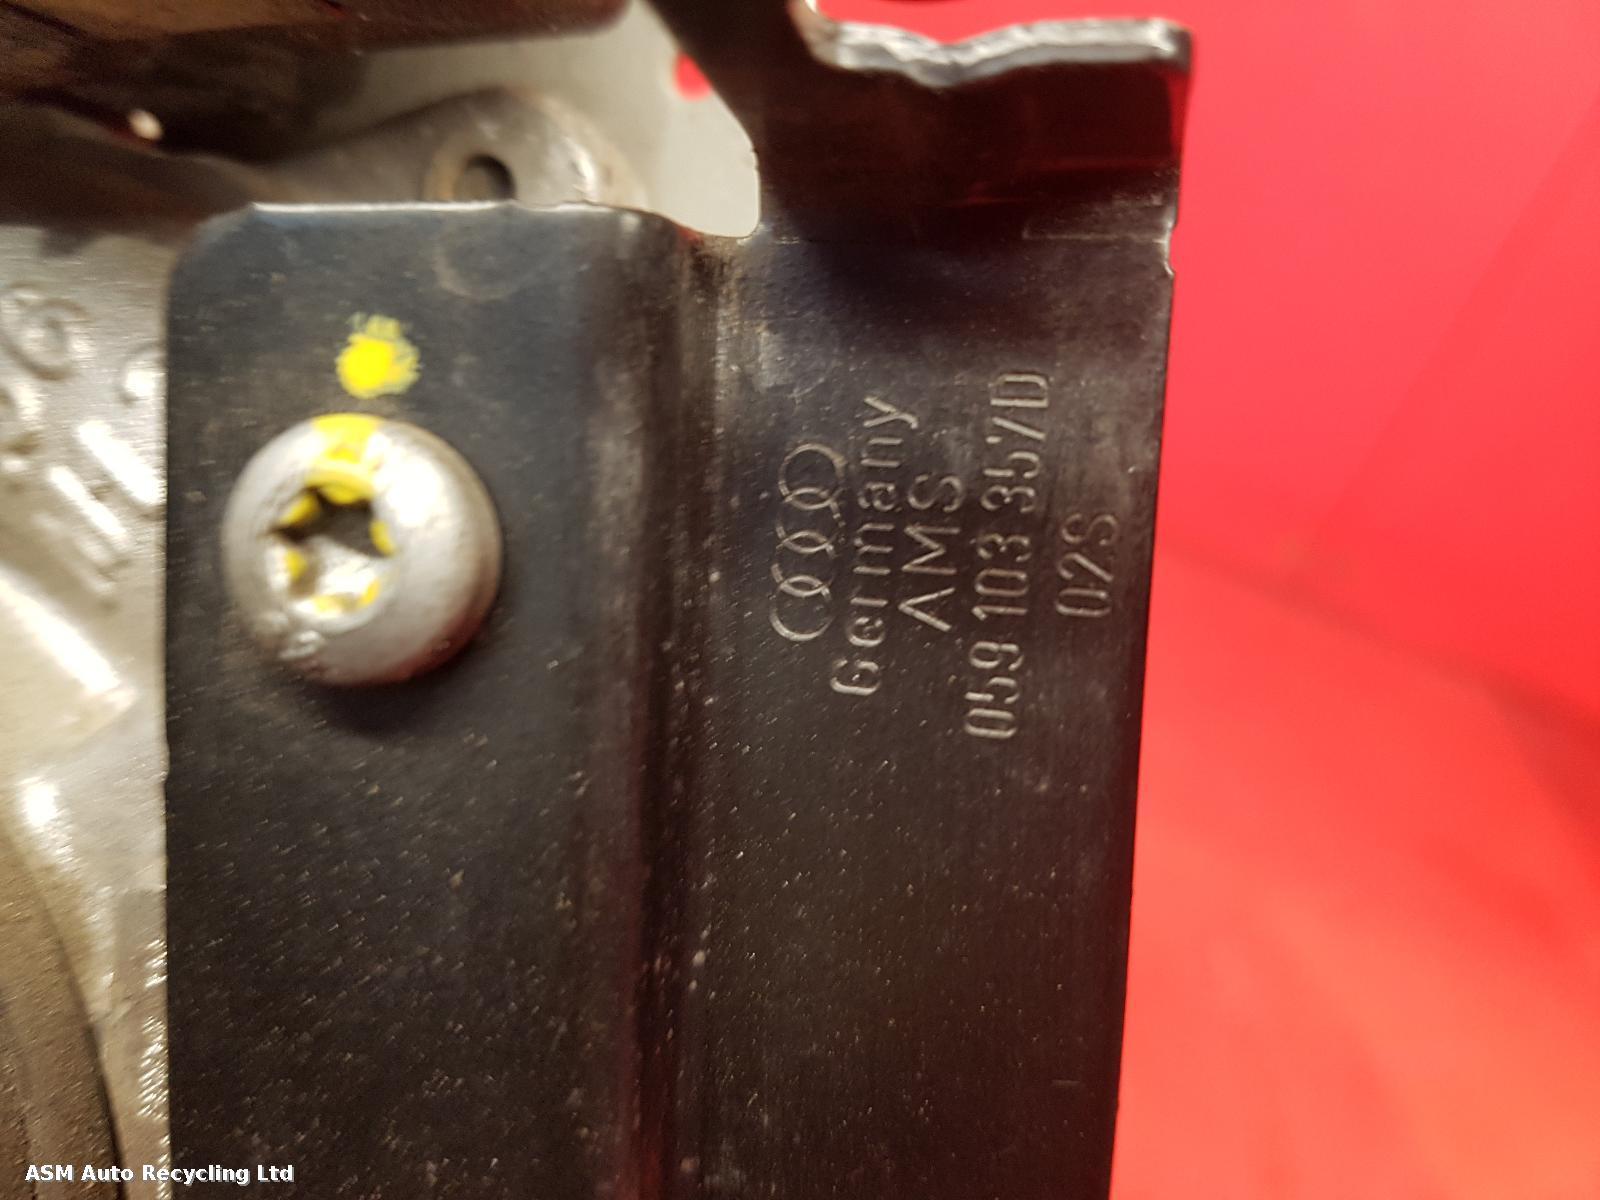 Germany
AMS
059 103 357D
02S
ASM Auto Recycling Ltd